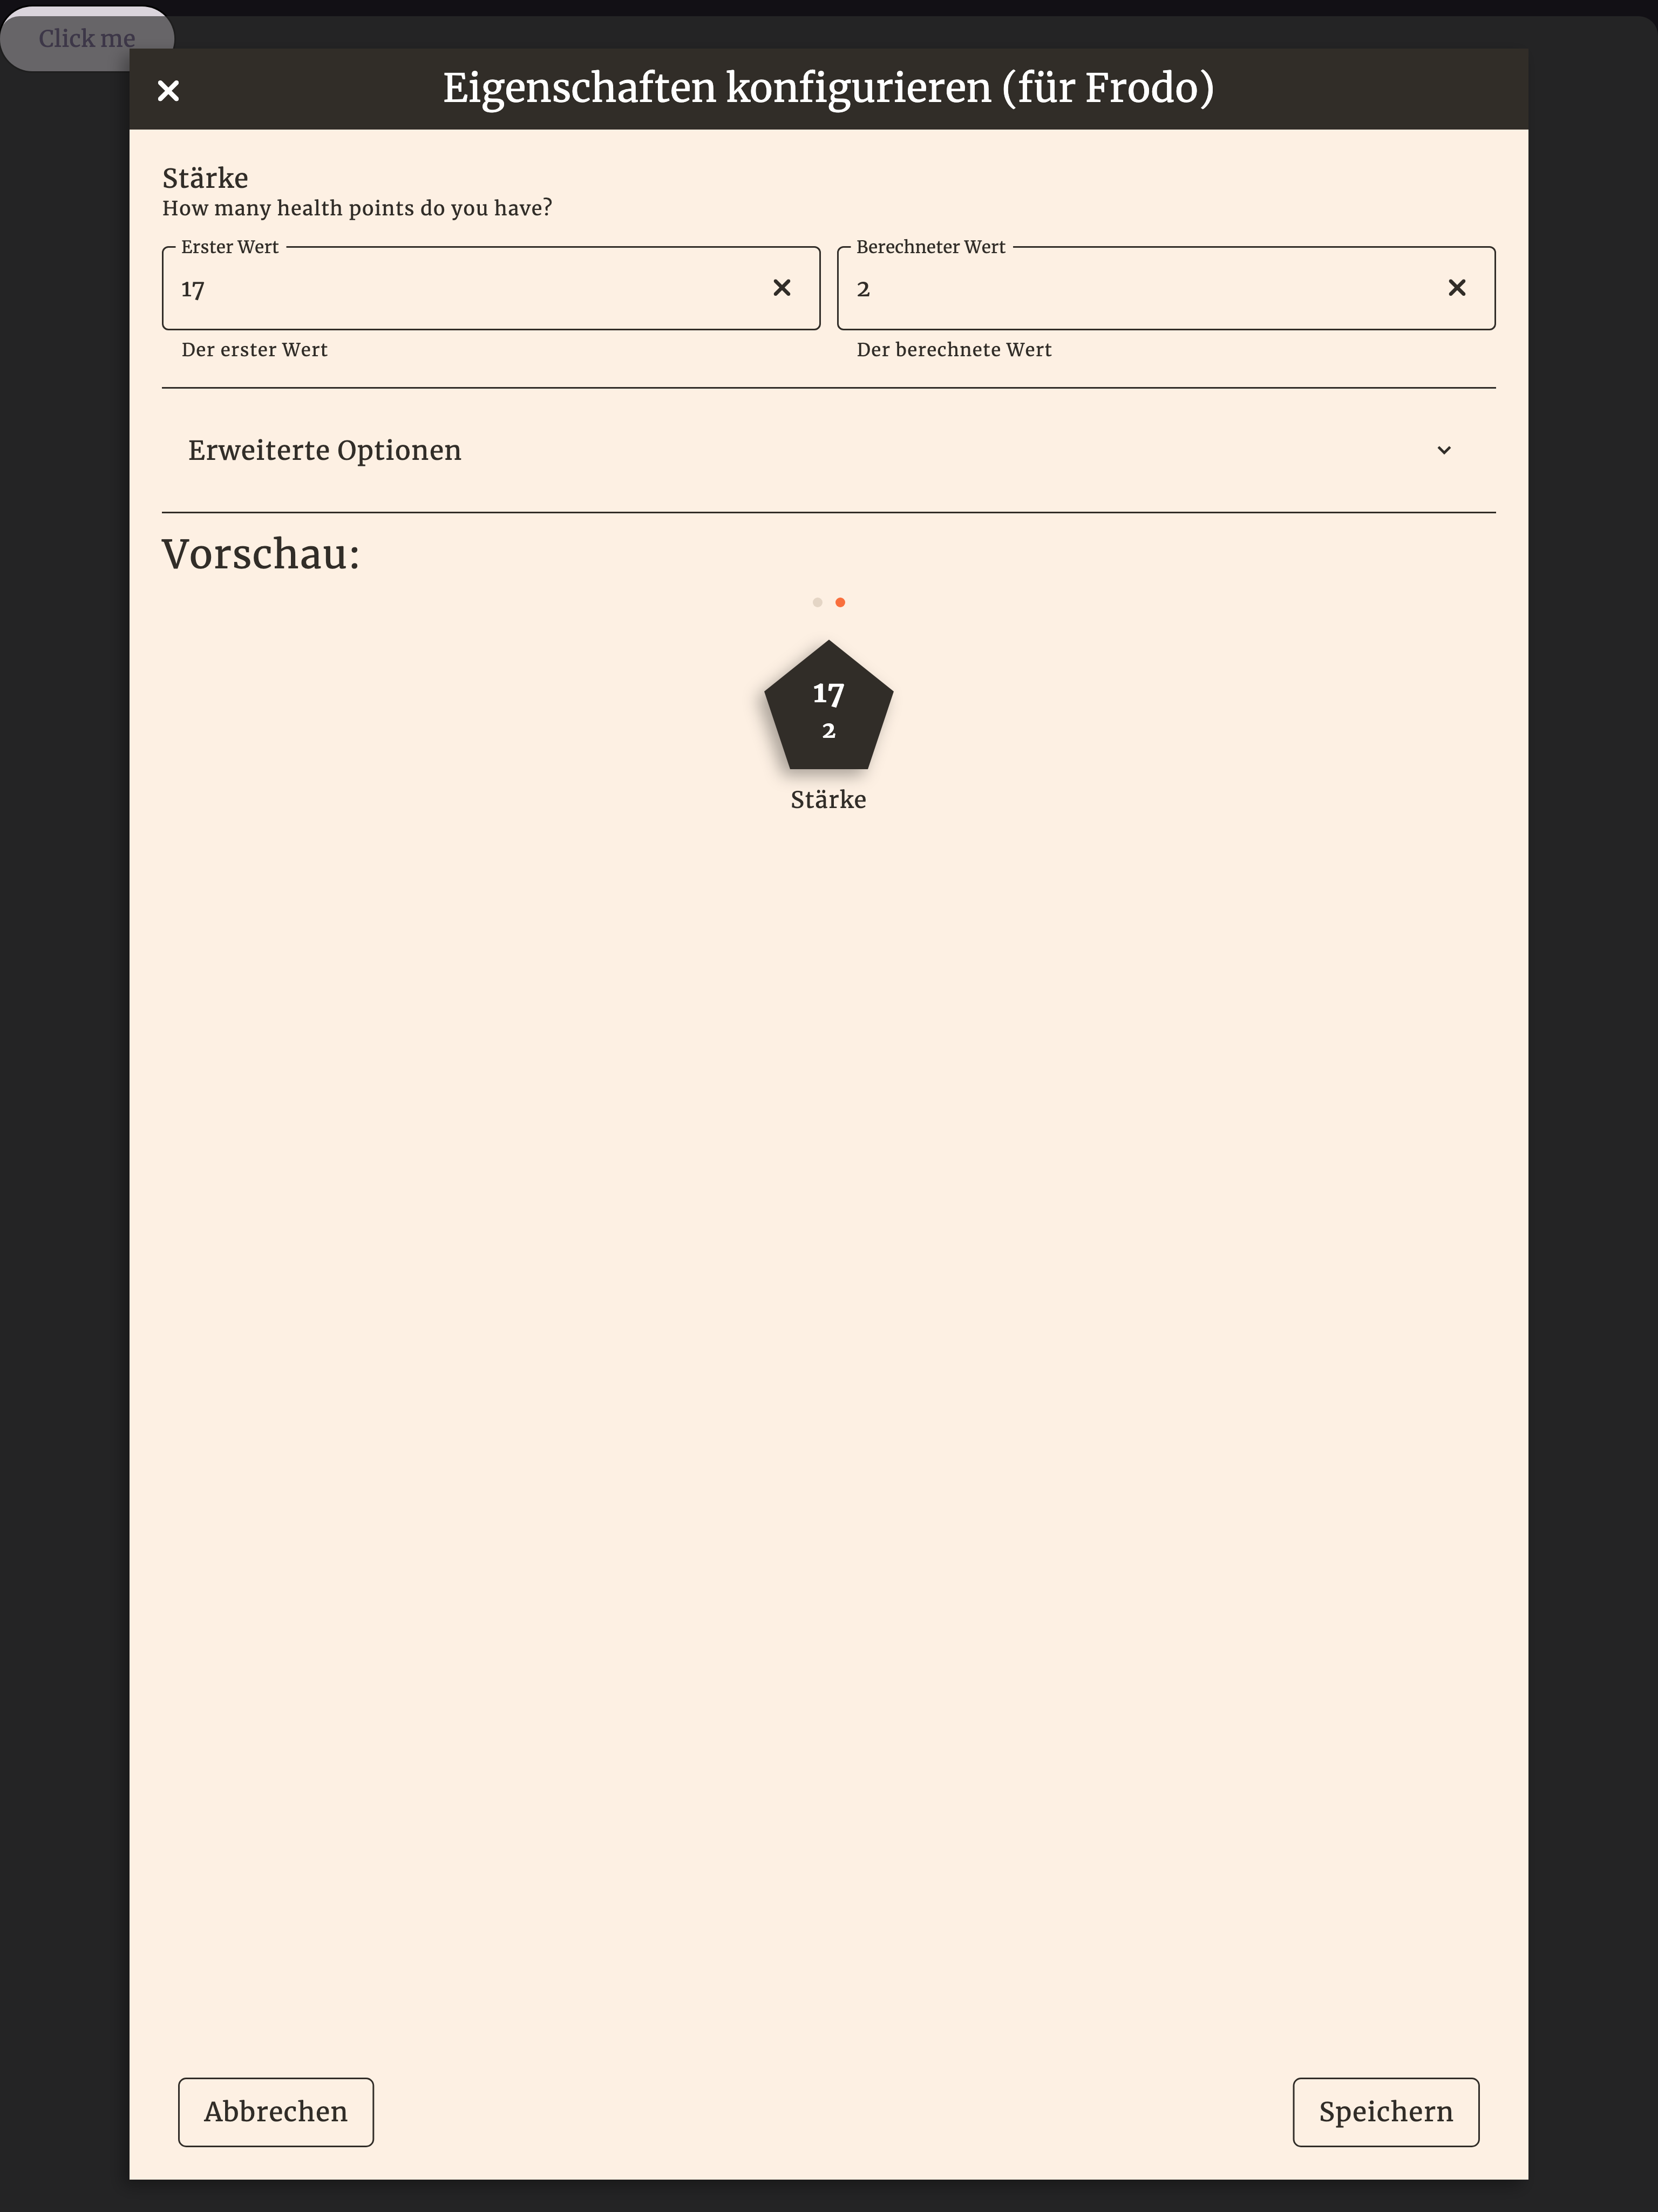 Click me
Eigenschaften konfigurieren (für Frodo)
Stärke
How many health points do you have?
Erster Wert
17
Der erster Wert
Berechneter Wert
2
Der berechnete Wert
Erweiterte Optionen
Vorschau:
17
2
Stärke
Abbrechen
Speichern